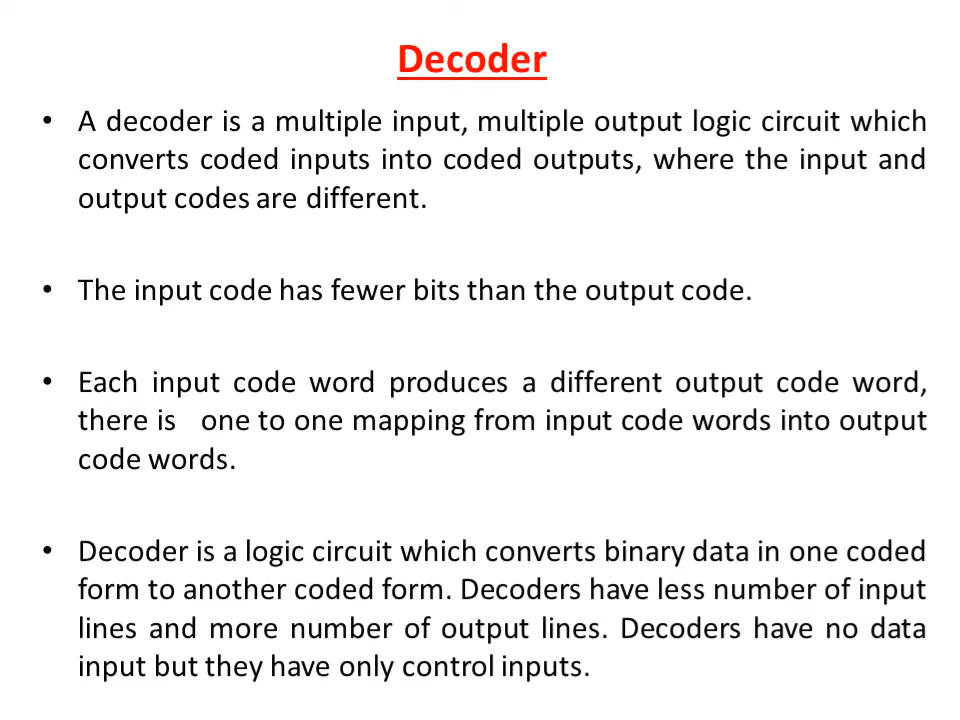 Decoder
• A decoder is a multiple input, multiple output logic circuit which
converts coded inputs into coded outputs, where the input and
output codes are different.
• The input code has fewer bits than the output code.
• Each input code word produces a different output code word,
there is one to one mapping from input code words into output
code words.
• Decoder is a logic circuit which converts binary data in one coded
form to another coded form. Decoders have less number of input
lines and more number of output lines. Decoders have no data
input but they have only control inputs.